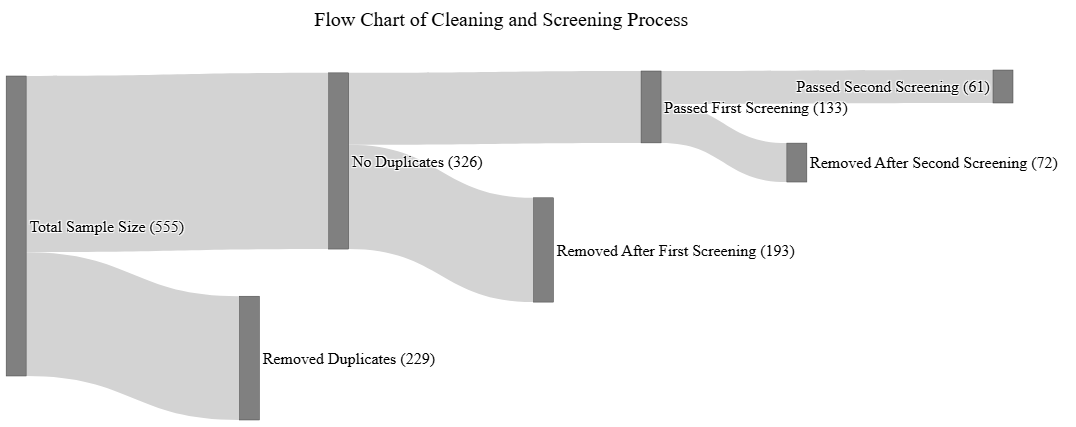 Flow Chart of Cleaning and Screening Process
Passed Second Screening (61)
Passed First Screening (133)
No Duplicates (326)
Removed After Second Screening (72)
Total Sample Size (555)
Removed After First Screening (193)
Removed Duplicates (229)